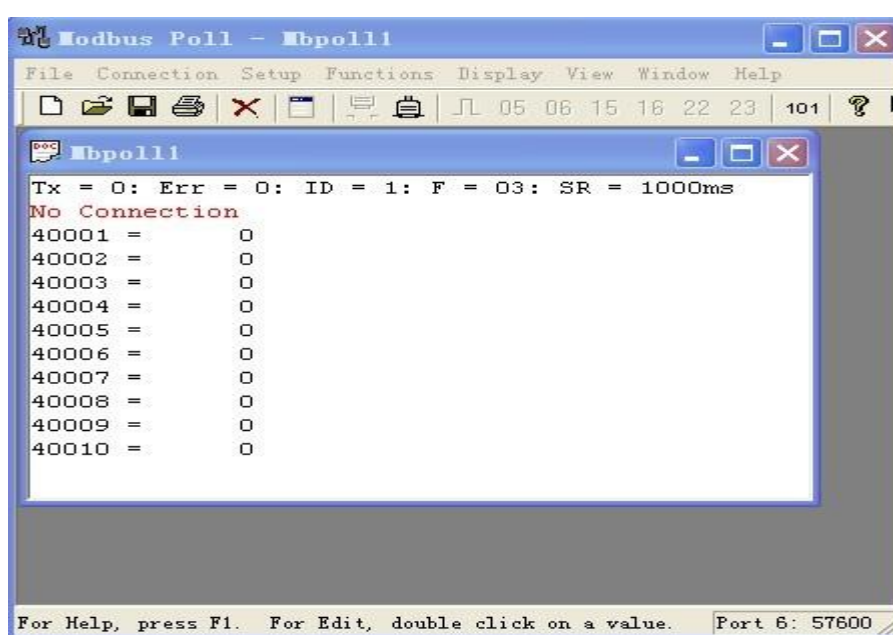 Modbus Poll - Mbpoll1
File Connection Setup Functions Display View Window Help
05 06 15 16 22 23 101
Mbpoll1
Tx = 0: Err = 0: ID = 1: F = 03: SR = 1000ms
No Connection
40001 = 0
40002 = 0
40003 = 0
40004 = 0
40005 = 0
40006 = 0
40007 = 0
40008 = 0
40009 = 0
40010 = 0
For Help, press F1. For Edit, double click on a value. Port 6: 57600